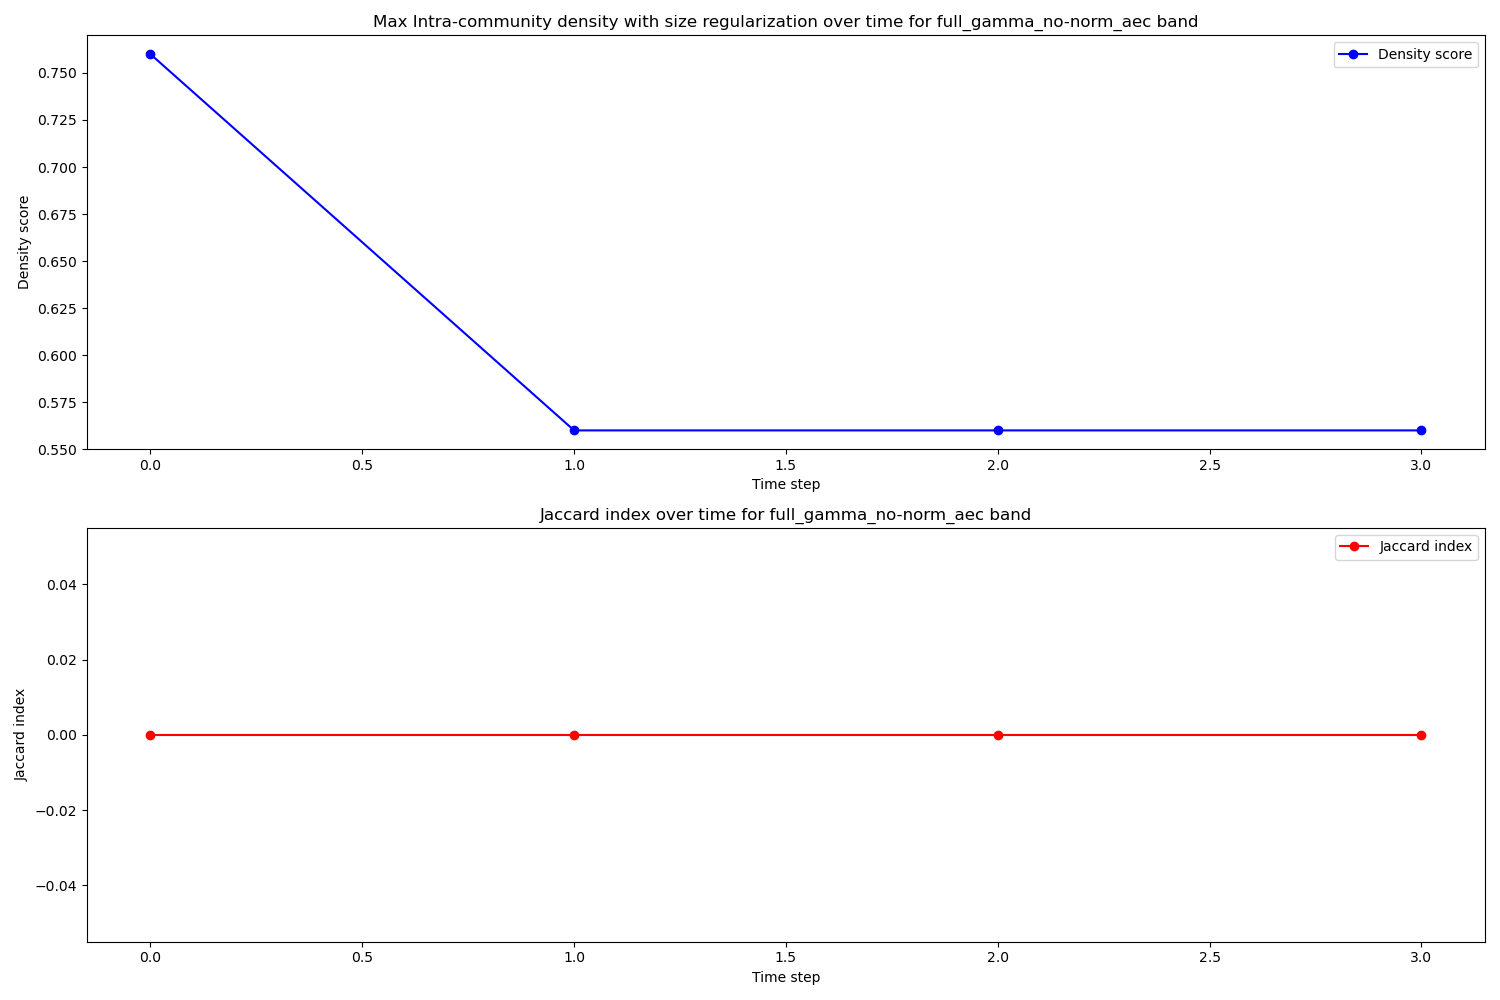 Max Intra-community density with size regularization over time for full_gamma_no-norm_aec band
Density score
0.750
0.725
0.700
0.675
0.650
0.625
0.600
0.575
0.550
Density score
0.0 0.5 1.0 1.5 2.0 2.5 3.0
Time step
Jaccard index over time for full_gamma_no-norm_aec band
Jaccard index
0.04
0.02
0.00
−0.02
−0.04
Jaccard index
0.0 0.5 1.0 1.5 2.0 2.5 3.0
Time step